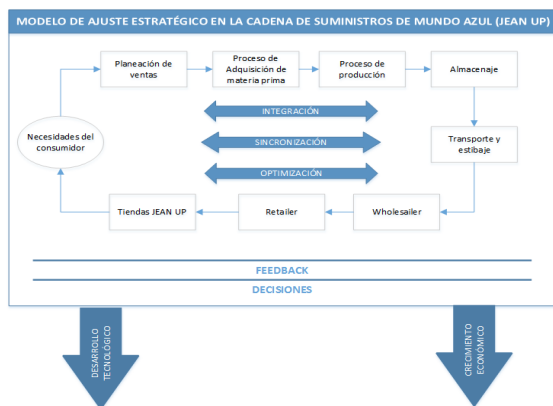 MODELO DE AJUSTE ESTRATÉGICO EN LA CADENA DE SUMINISTROS DE MUNDO AZUL (JEAN UP)
Planeación de
ventas
Proceso de
Adquisición de
materia prima
Proceso de
producción
Almacenaje
INTEGRACIÓN
Necesidades del
consumidor
SINCRONIZACIÓN
Transporte y
estibaje
OPTIMIZACIÓN
Tiendas JEAN UP
Retailer
Wholesailer
FEEDBACK
DECISIONES
DESARROLLO
TECNOLÓGICO
CRECIMIENTO
ECONÓMICO